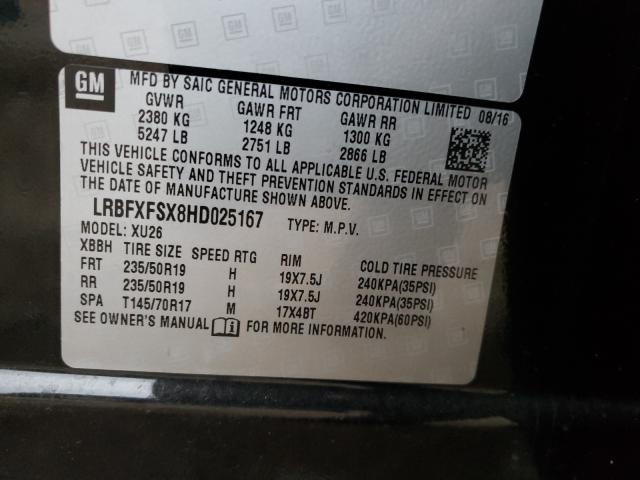 GM
MFD BY SAIC GENERAL MOTORS CORPORATION LIMITED 08/16
GVWR GAWR FRT GAWR RR
2380 KG 1248 KG 1300 KG
5247 LB 2751 LB 2866 LB
THIS VEHICLE CONFORMS TO ALL APPLICABLE U.S. FEDERAL MOTOR
VEHICLE SAFETY AND THEFT PREVENTION STANDARDS IN EFFECT ON
THE DATE OF MANUFACTURE SHOWN ABOVE.
LRBFXFSX8HD025167 TYPE: M.P.V.
MODEL: XU26
XBBH TIRE SIZE SPEED RTG RIM COLD TIRE PRESSURE
FRT 235/50R19 H 19X7.5J 240KPA(35PSI)
RR 235/50R19 H 19X7.5J 240KPA(35PSI)
SPA T145/70R17 M 17X4BT 420KPA(60PSI)
SEE OWNER'S MANUAL i FOR MORE INFORMATION.